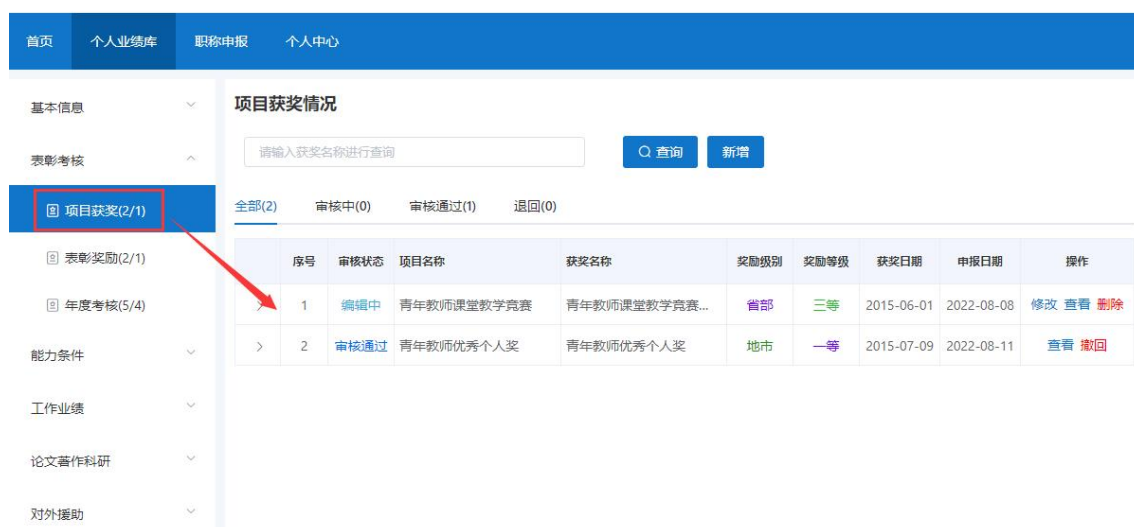 首页 个人业绩库 职称申报 个人中心
基本信息
表彰考核
项目获奖(2/1)
表彰奖励(2/1)
年度考核(5/4)
能力条件
工作业绩
论文著作科研
对外援助
项目获奖情况
请输入获奖名称进行查询 查询 新增
全部(2) 审核中(0) 审核通过(1) 退回(0)
序号 审核状态 项目名称 获奖名称 奖励级别 奖励等级 获奖日期 申报日期 操作
1 编辑中 青年教师课堂教学竞赛 青年教师课堂教学竞赛... 省部 三等 2015-06-01 2022-08-08 修改 查看 删除
2 审核通过 青年教师优秀个人奖 青年教师优秀个人奖 地市 一等 2015-07-09 2022-08-11 查看 撤回